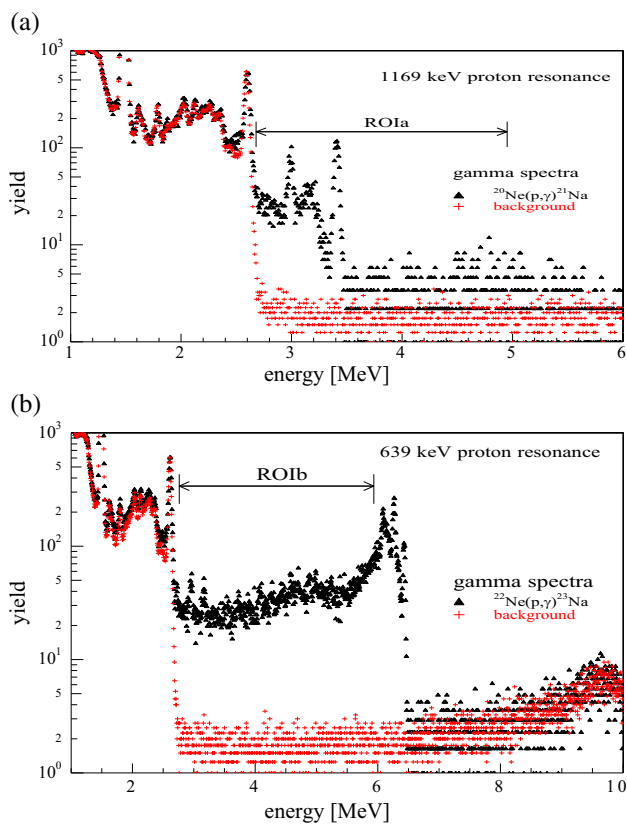 (a)
10³
5
2
10²
5
2
10
5
2
10⁰
yield
1169 keV proton resonance
ROIa
gamma spectra
²⁰Ne(p,γ)²¹Na
background
1 2 3 4 5 6
energy [MeV]
(b)
10³
5
2
10²
5
2
10¹
5
2
10⁰
yield
639 keV proton resonance
ROIb
gamma spectra
²²Ne(p,γ)²³Na
background
2 4 6 8 10
energy [MeV]